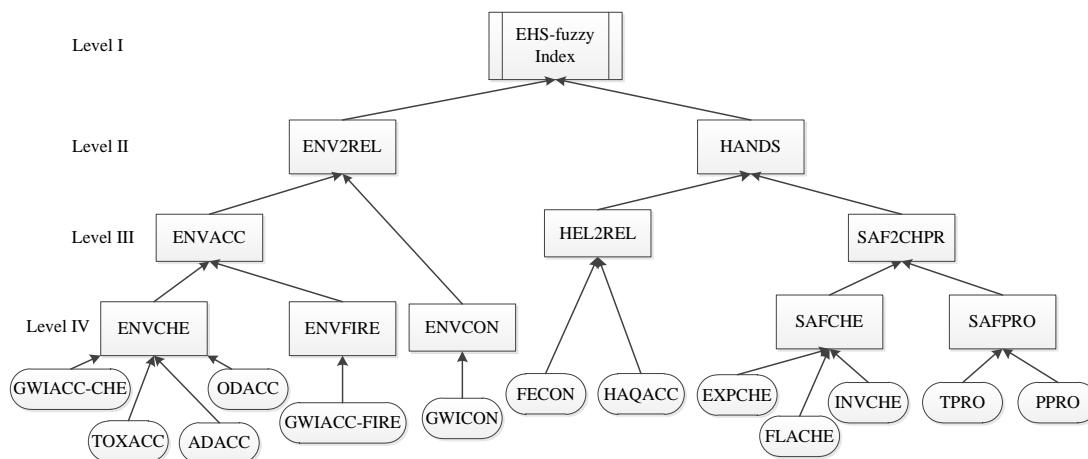 Level I
EHS-fuzzy
Index
Level II
ENV2REL
HANDS
Level III
ENVACC
HEL2REL
SAF2CHPR
Level IV
ENVCHE
ENVFIRE
ENVCON
SAFCHE
SAFPRO
GWIACC-CHE
ODACC
TOXACC
ADACC
GWIACC-FIRE
GWICON
FECON
HAQACC
EXPCHE
FLACHE
INVCHE
TPRO
PPRO